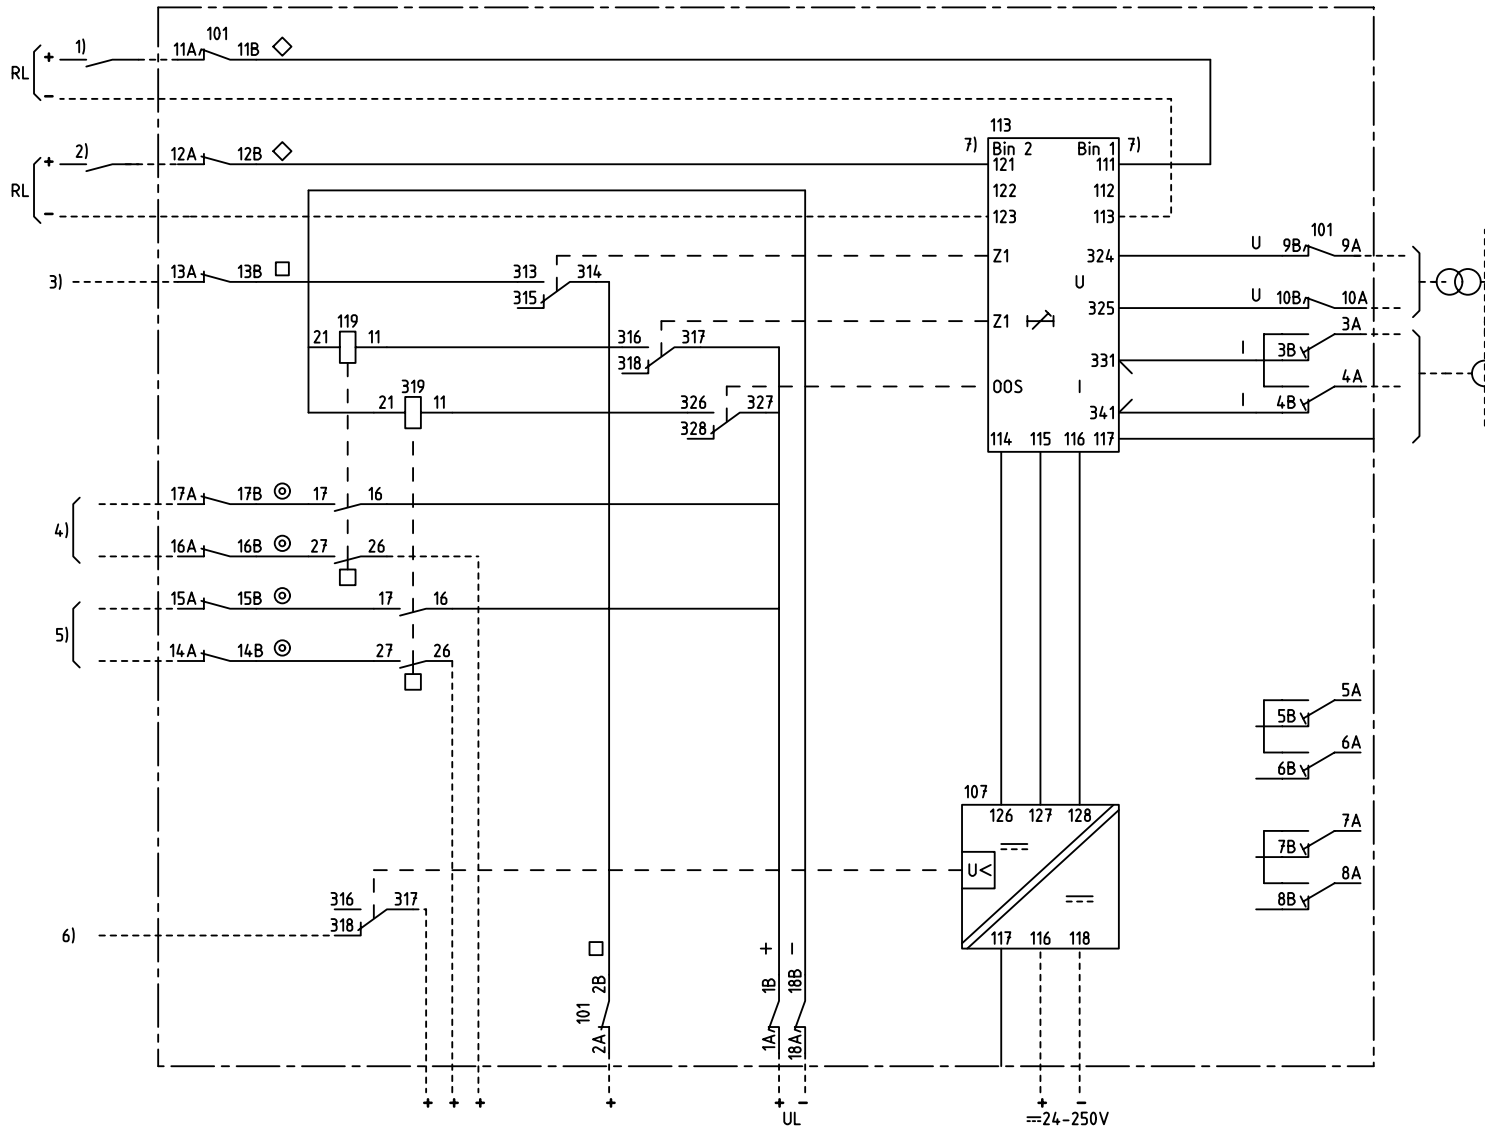 101
1) 11A 11B
+
RL
−
113
7) Bin 2 Bin 1 7)
+ 2) 12A 12B 121 111
RL 122 112
− 123 113
101
U 9B 9A
Z1 324
3) 13A 13B 313 314 U
315 U 10B 10A
325
119 Z1 3A
21 11 316 317 I 3B
318 331
319 4A
21 11 326 327 OOS I I 4B
328 341
114 115 116 117
17A 17B 17 16
4)
16A 16B 27 26
15A 15B 17 16
5)
14A 14B 27 26
5A
5B
6A
6B
107
126 127 128
7A
7B
U<
8A
8B
316 317
318
6)
117 116 118
+ −
2B 1B 18B
101
2A 1A 18A
+ + + + + − + −
UL 24-250V